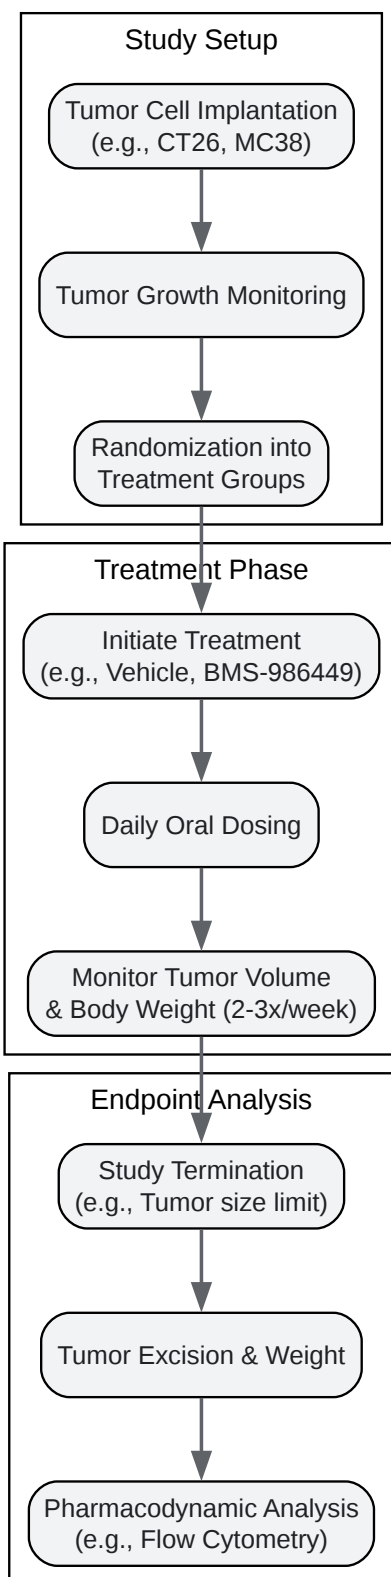 Study Setup
Tumor Cell Implantation
(e.g., CT26, MC38)
Tumor Growth Monitoring
Randomization into
Treatment Groups
Treatment Phase
Initiate Treatment
(e.g., Vehicle, BMS-986449)
Daily Oral Dosing
Monitor Tumor Volume
& Body Weight (2-3x/week)
Endpoint Analysis
Study Termination
(e.g., Tumor size limit)
Tumor Excision & Weight
Pharmacodynamic Analysis
(e.g., Flow Cytometry)